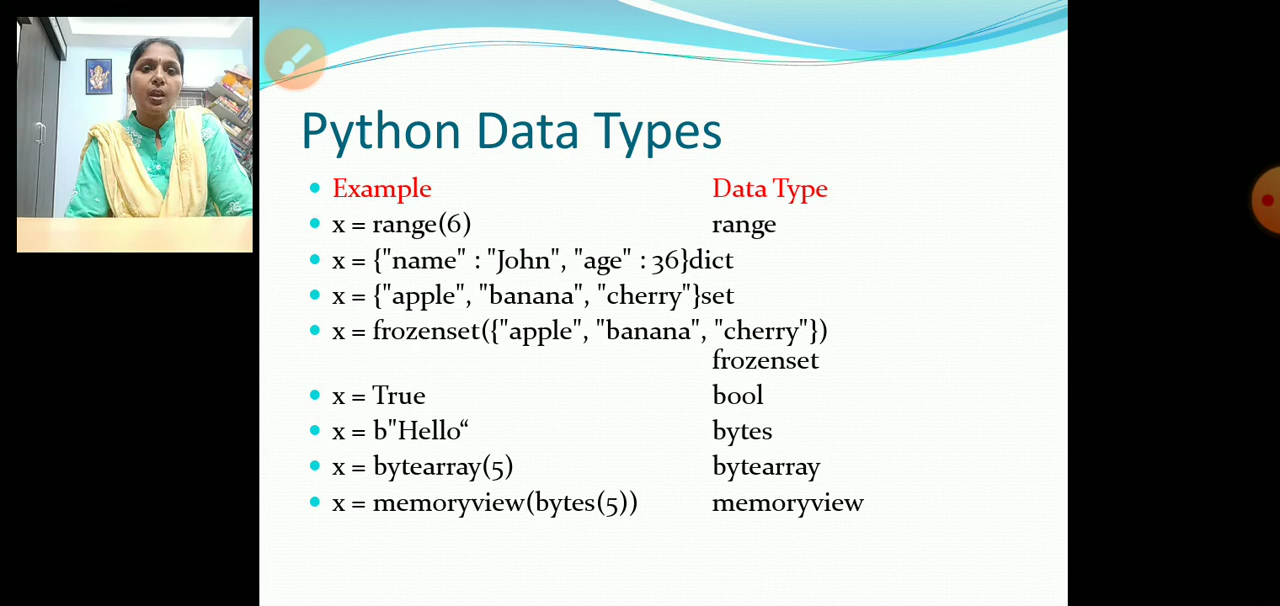 Python Data Types
Example Data Type
x = range(6) range
x = {"name" : "John", "age" : 36}dict
x = {"apple", "banana", "cherry"}set
x = frozenset({"apple", "banana", "cherry"})
frozenset
x = True bool
x = b"Hello“ bytes
x = bytearray(5) bytearray
x = memoryview(bytes(5)) memoryview